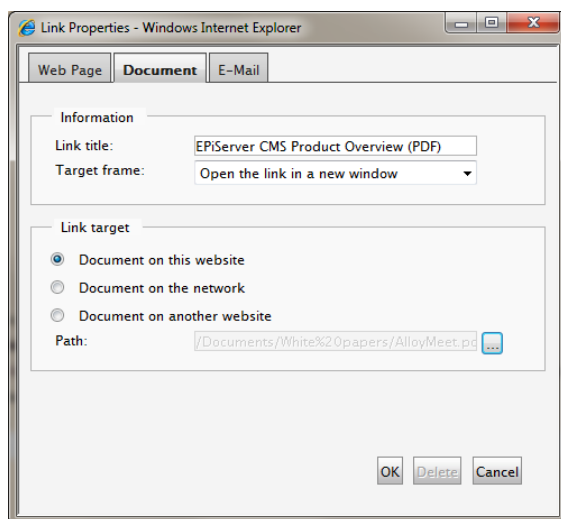 Link Properties - Windows Internet Explorer
Web Page Document E-Mail
Information
Link title: EPiServer CMS Product Overview (PDF)
Target frame: Open the link in a new window
Link target
Document on this website
Document on the network
Document on another website
Path: /Documents/White%20papers/AlloyMeet.pd ...
OK Delete Cancel